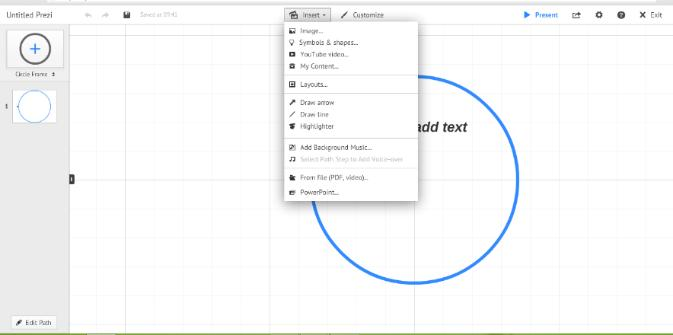 Untitled Prezi
Saved at 09:41
Insert
Customize
Present
Exit
Circle Frame
1
Image...
Symbols & shapes...
YouTube video...
My Content...
Layouts...
Draw arrow
Draw line
Highlighter
Add Background Music...
Select Path Step to Add Voice-over
From file (PDF, video)...
PowerPoint...
add text
Edit Path